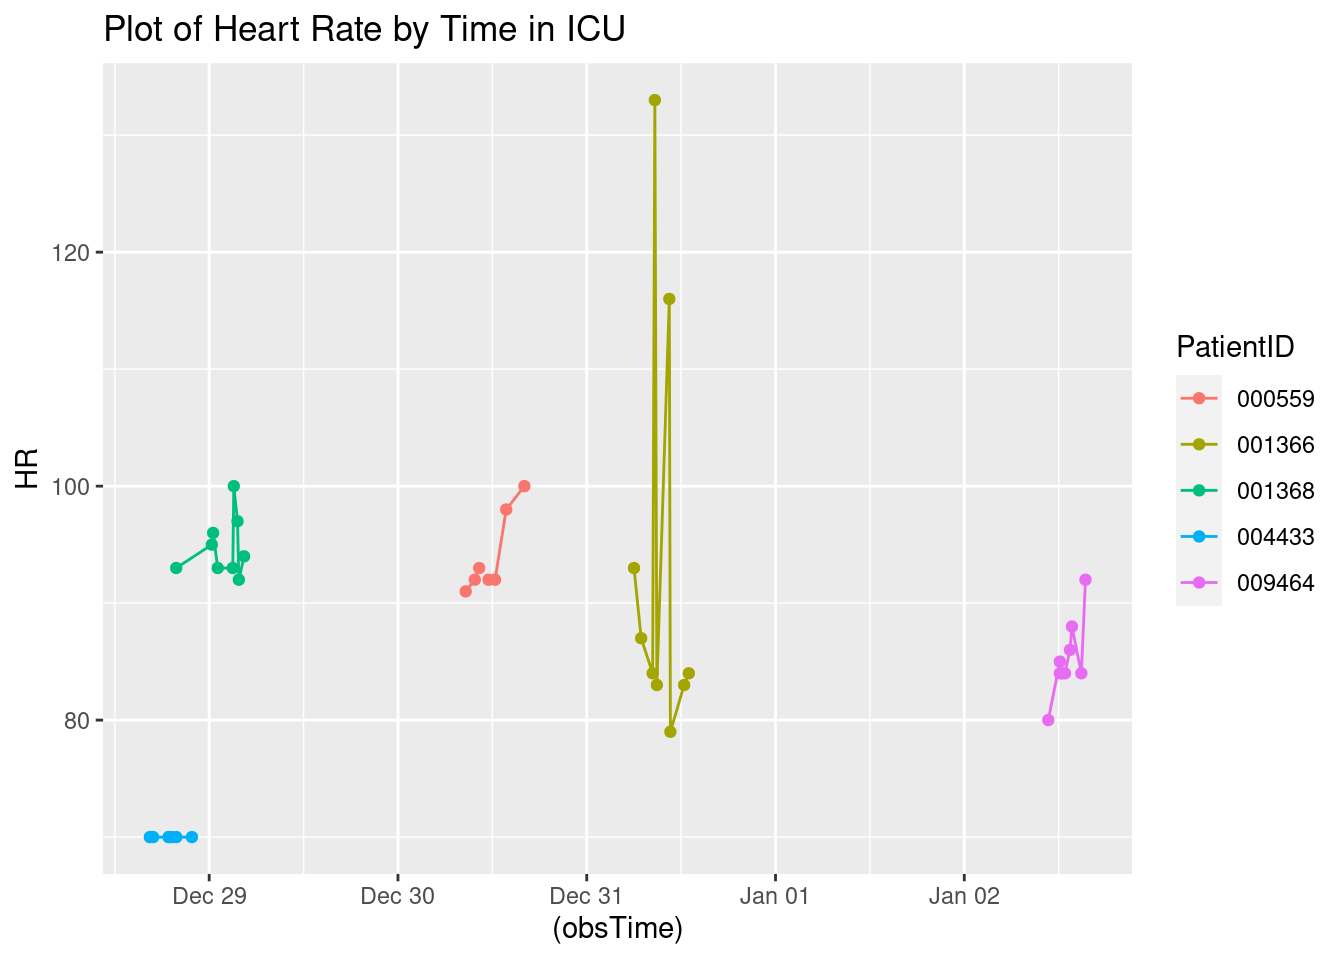 Plot of Heart Rate by Time in ICU
HR
120
100
80
Dec 29
Dec 30
Dec 31
Jan 01
Jan 02
(obsTime)
PatientID
000559
001366
001368
004433
009464